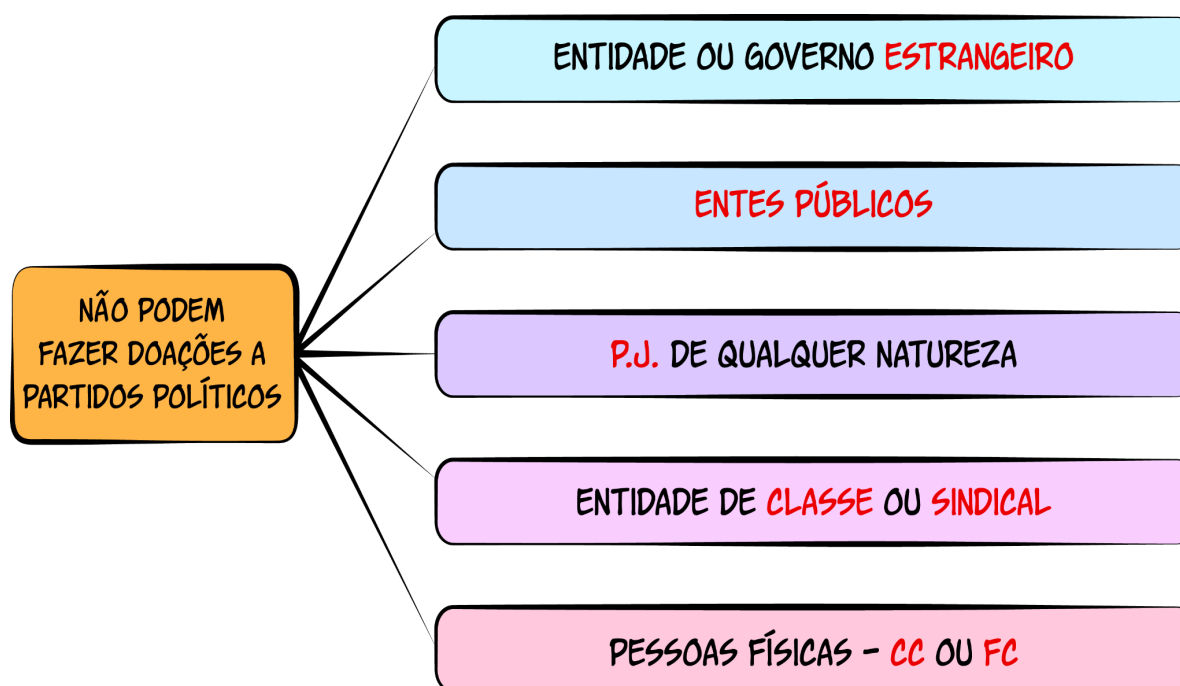 ENTIDADE OU GOVERNO ESTRANGEIRO
ENTES PÚBLICOS
NÃO PODEM
FAZER DOAÇÕES A
PARTIDOS POLÍTICOS
P.J. DE QUALQUER NATUREZA
ENTIDADE DE CLASSE OU SINDICAL
PESSOAS FÍSICAS - CC OU FC